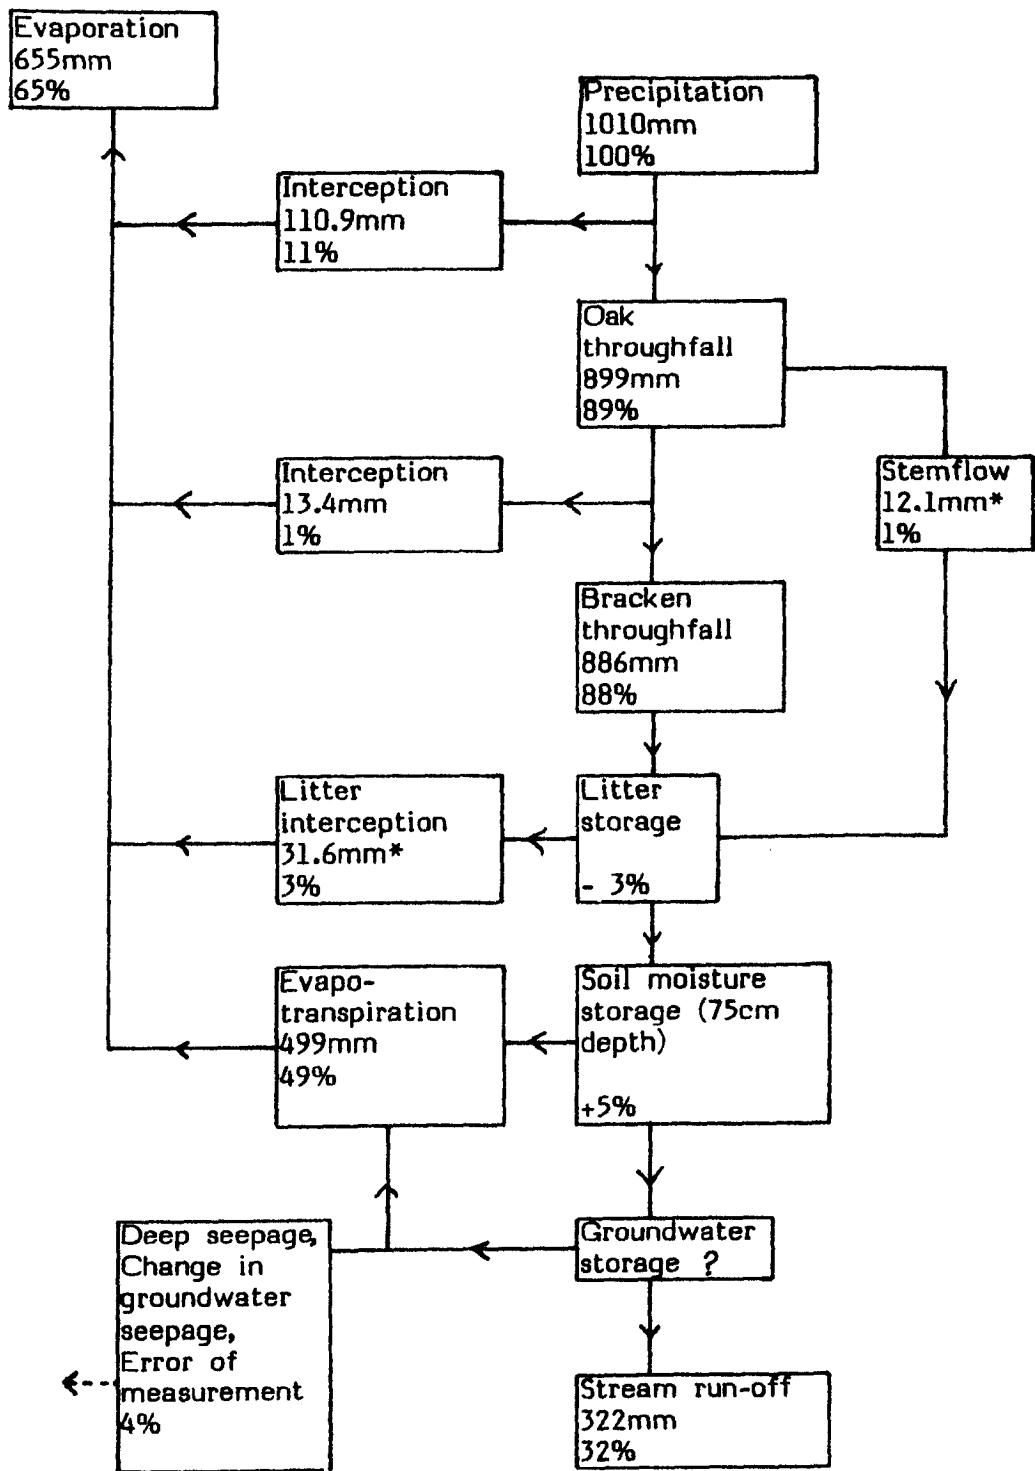 Evaporation
655mm
65%
Precipitation
1010mm
100%
Interception
110.9mm
11%
Oak
throughfall
899mm
89%
Interception
13.4mm
1%
Stemflow
12.1mm*
1%
Bracken
throughfall
886mm
88%
Litter
interception
31.6mm*
3%
Litter
storage
- 3%
Evapo-
transpiration
499mm
49%
Soil moisture
storage (75cm
depth)
+5%
Deep seepage,
Change in
groundwater
seepage,
Error of
measurement
4%
Groundwater
storage ?
Stream run-off
322mm
32%